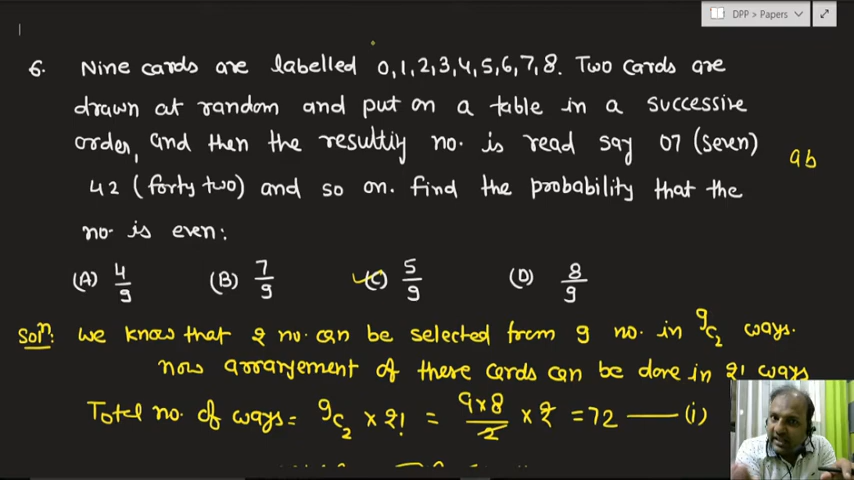 DPP > Papers
6. Nine cards are labelled 0,1,2,3,4,5,6,7,8. Two cards are
drawn at random and put on a table in a successive
order, and then the resulttiy no. is read say 07 (seven)
ab
42 (forty two) and so on. find the probability that the
no. is even:
(A) 4/9 (B) 7/9 (C) 5/9 (D) 8/9
Solⁿ: we know that 2 no. can be selected from 9 no. in ⁹C₂ ways.
now arrangement of these cards can be done in 2! ways
Total no. of ways = ⁹C₂ × 2! = 9×8/2 × 2 = 72 —— (i)